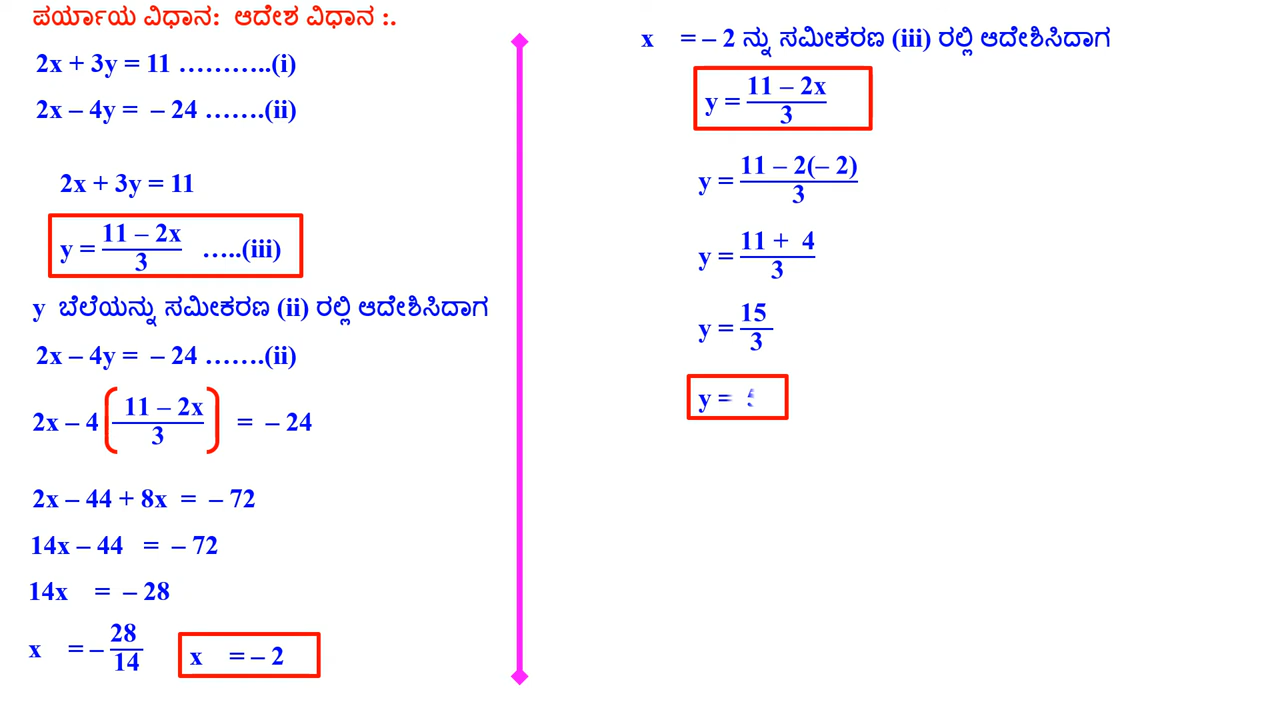 ಪರ್ಯಾಯ ವಿಧಾನ: ಆದೇಶ ವಿಧಾನ :.
2x + 3y = 11 ………..(i)
2x – 4y = – 24 …….(ii)
2x + 3y = 11
y = (11 – 2x)/3 …..(iii)
y ಬೆಲೆಯನ್ನು ಸಮೀಕರಣ (ii) ರಲ್ಲಿ ಆದೇಶಿಸಿದಾಗ
2x – 4y = – 24 …….(ii)
2x – 4 ((11 – 2x)/3) = – 24
2x – 44 + 8x = – 72
14x – 44 = – 72
14x = – 28
x = – 28/14 x = – 2
x = – 2 ನ್ನು ಸಮೀಕರಣ (iii) ರಲ್ಲಿ ಆದೇಶಿಸಿದಾಗ
y = (11 – 2x)/3
y = (11 – 2(– 2))/3
y = (11 + 4)/3
y = 15/3
y =